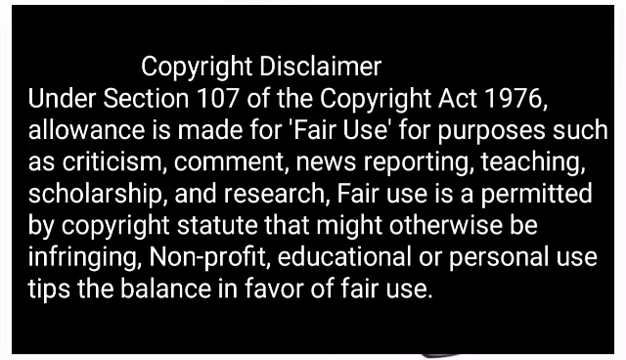 Copyright Disclaimer
Under Section 107 of the Copyright Act 1976,
allowance is made for 'Fair Use' for purposes such
as criticism, comment, news reporting, teaching,
scholarship, and research, Fair use is a permitted
by copyright statute that might otherwise be
infringing, Non-profit, educational or personal use
tips the balance in favor of fair use.